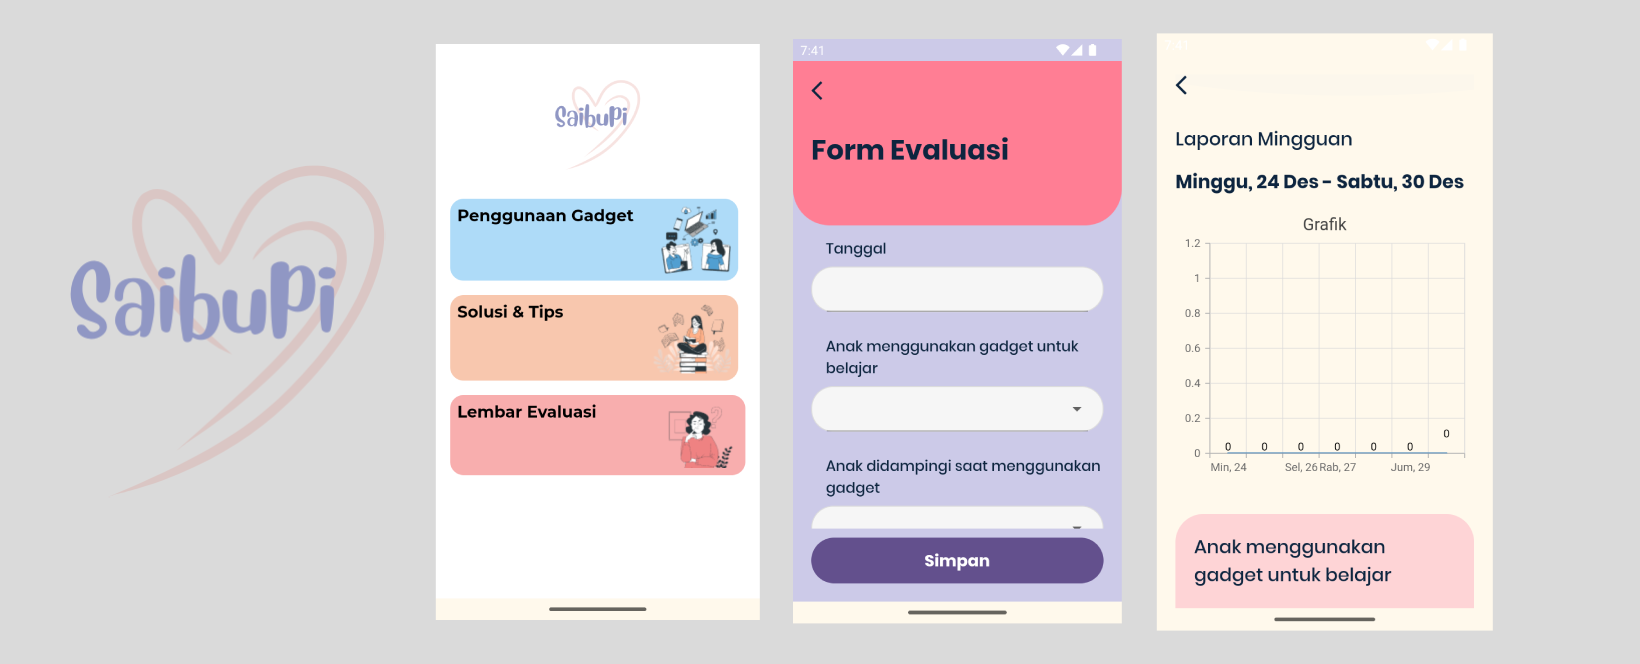 SaibuPi
SaibuPi
Penggunaan Gadget
Solusi & Tips
Lembar Evaluasi
7:41
Form Evaluasi
Tanggal
Anak menggunakan gadget untuk
belajar
Anak didampingi saat menggunakan
gadget
Simpan
7:41
Laporan Mingguan
Minggu, 24 Des - Sabtu, 30 Des
Grafik
1.2
1
0.8
0.6
0.4
0.2
0
0 0 0 0 0 0 0
Min, 24 Sel, 26 Rab, 27 Jum, 29
Anak menggunakan
gadget untuk belajar